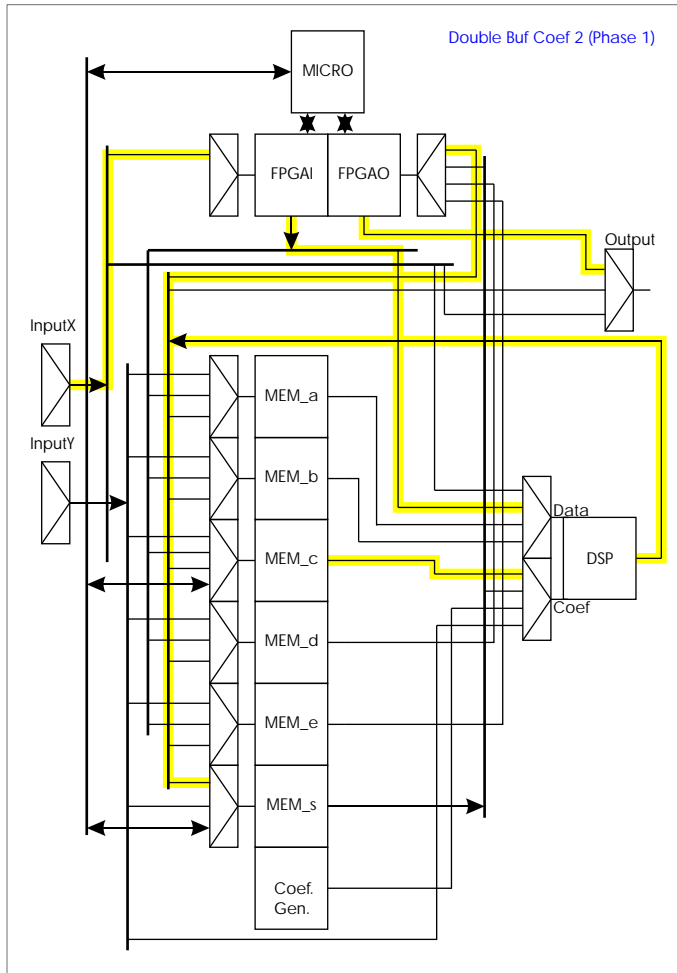 Double Buf Coef 2 (Phase 1)
MICRO
FPGAI
FPGAO
Output
InputX
MEM_a
InputY
MEM_b
Data
MEM_c
DSP
Coef
MEM_d
MEM_e
MEM_s
Coef.
Gen.